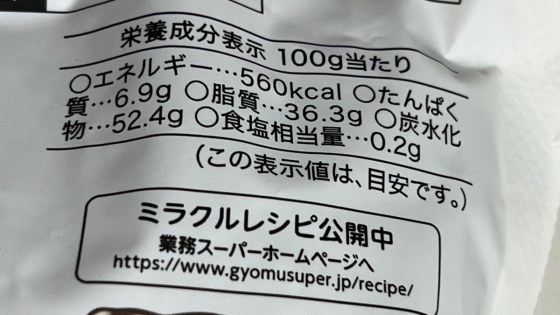 栄養成分表示 100g当たり
○エネルギー…560kcal ○たんぱく
質…6.9g ○脂質…36.3g ○炭水化
物…52.4g ○食塩相当量…0.2g
(この表示値は、目安です。)
ミラクルレシピ公開中
業務スーパーホームページへ
https://www.gyomusuper.jp/recipe/